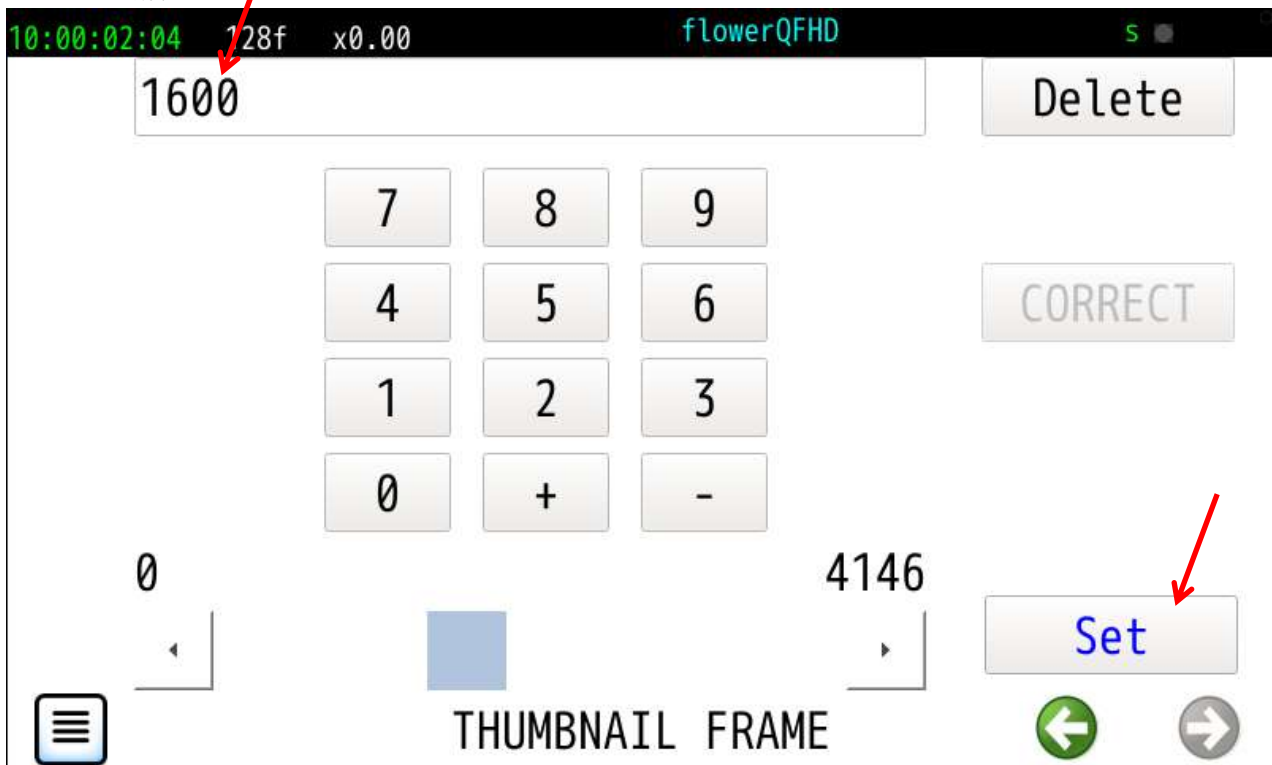 10:00:02:04 128f x0.00 flowerQFHD S
1600 Delete
7 8 9
4 5 6 CORRECT
1 2 3
0 + -
0 4146
Set
THUMBNAIL FRAME